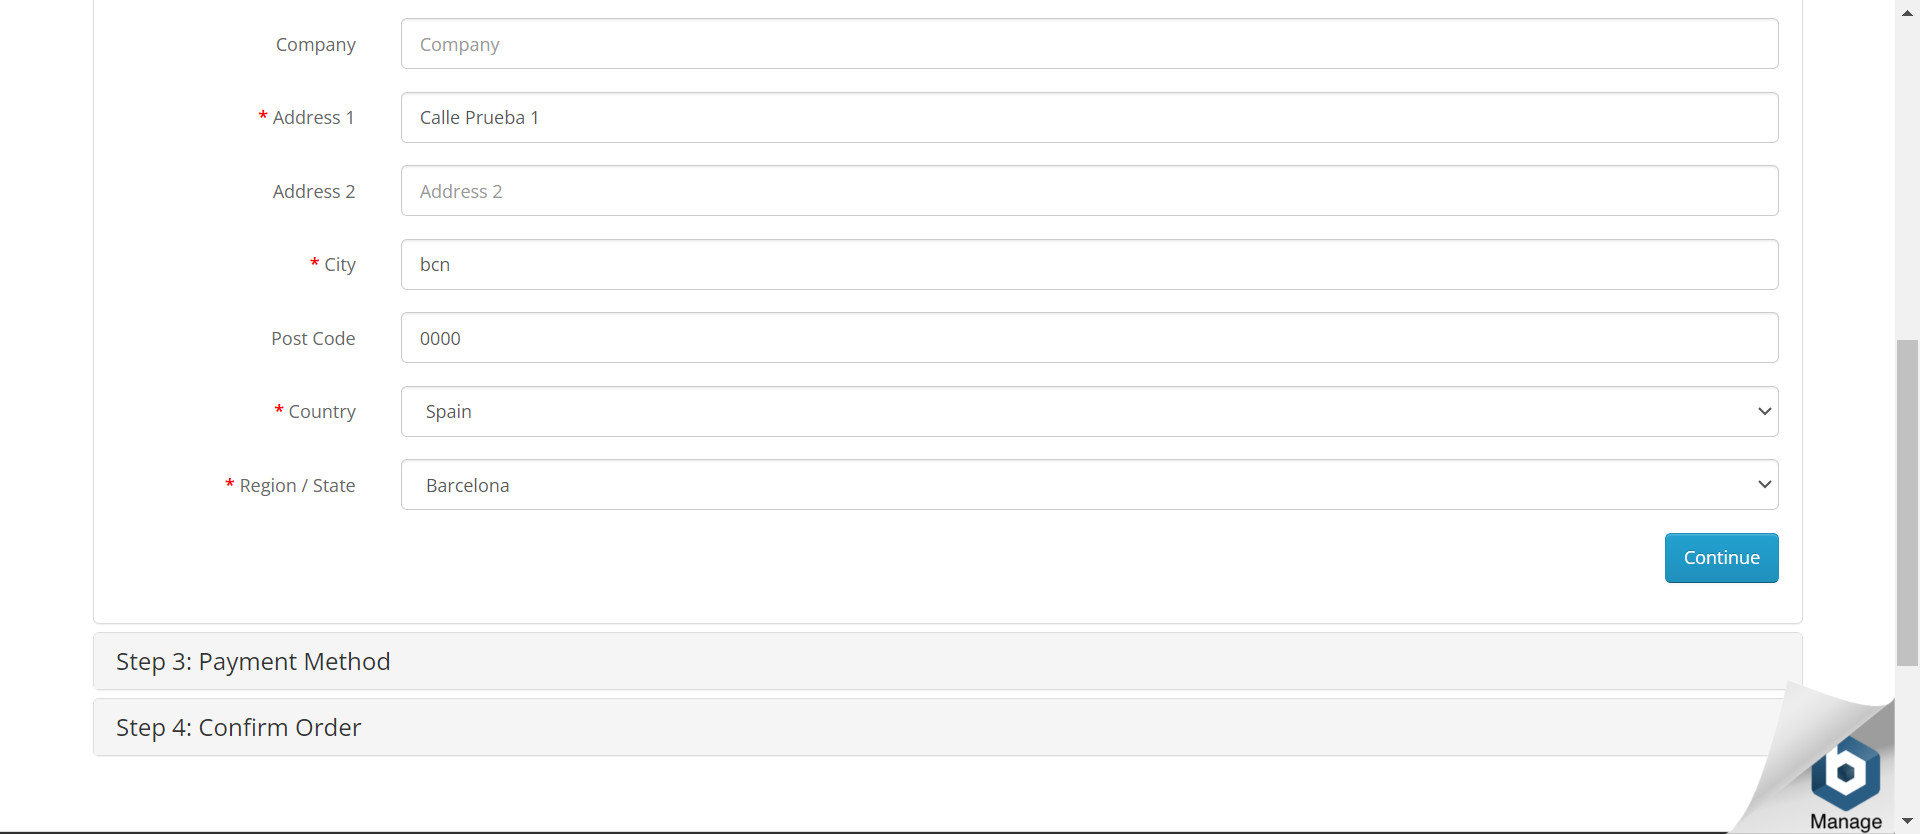 Company
Company
* Address 1
Calle Prueba 1
Address 2
Address 2
* City
bcn
Post Code
0000
* Country
Spain
* Region / State
Barcelona
Continue
Step 3: Payment Method
Step 4: Confirm Order
b
Manage